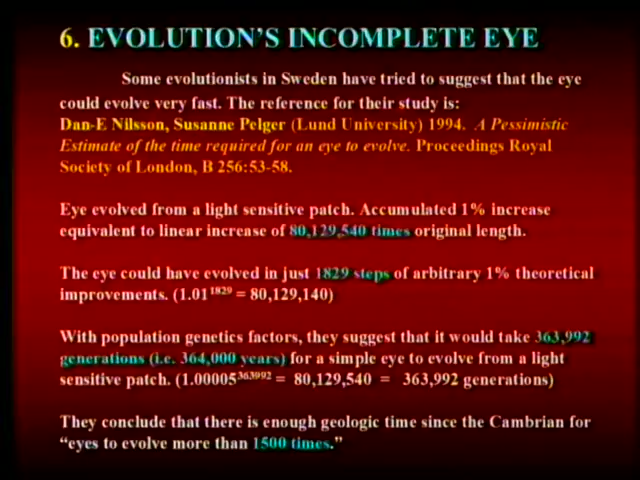 6. EVOLUTION'S INCOMPLETE EYE
Some evolutionists in Sweden have tried to suggest that the eye
could evolve very fast. The reference for their study is:
Dan-E Nilsson, Susanne Pelger (Lund University) 1994. A Pessimistic
Estimate of the time required for an eye to evolve. Proceedings Royal
Society of London, B 256:53-58.
Eye evolved from a light sensitive patch. Accumulated 1% increase
equivalent to linear increase of 80,129,540 times original length.
The eye could have evolved in just 1829 steps of arbitrary 1% theoretical
improvements. (1.01¹⁸²⁹ = 80,129,140)
With population genetics factors, they suggest that it would take 363,992
generations (i.e. 364,000 years) for a simple eye to evolve from a light
sensitive patch. (1.00005³⁶³⁹⁹² = 80,129,540 = 363,992 generations)
They conclude that there is enough geologic time since the Cambrian for
“eyes to evolve more than 1500 times.”